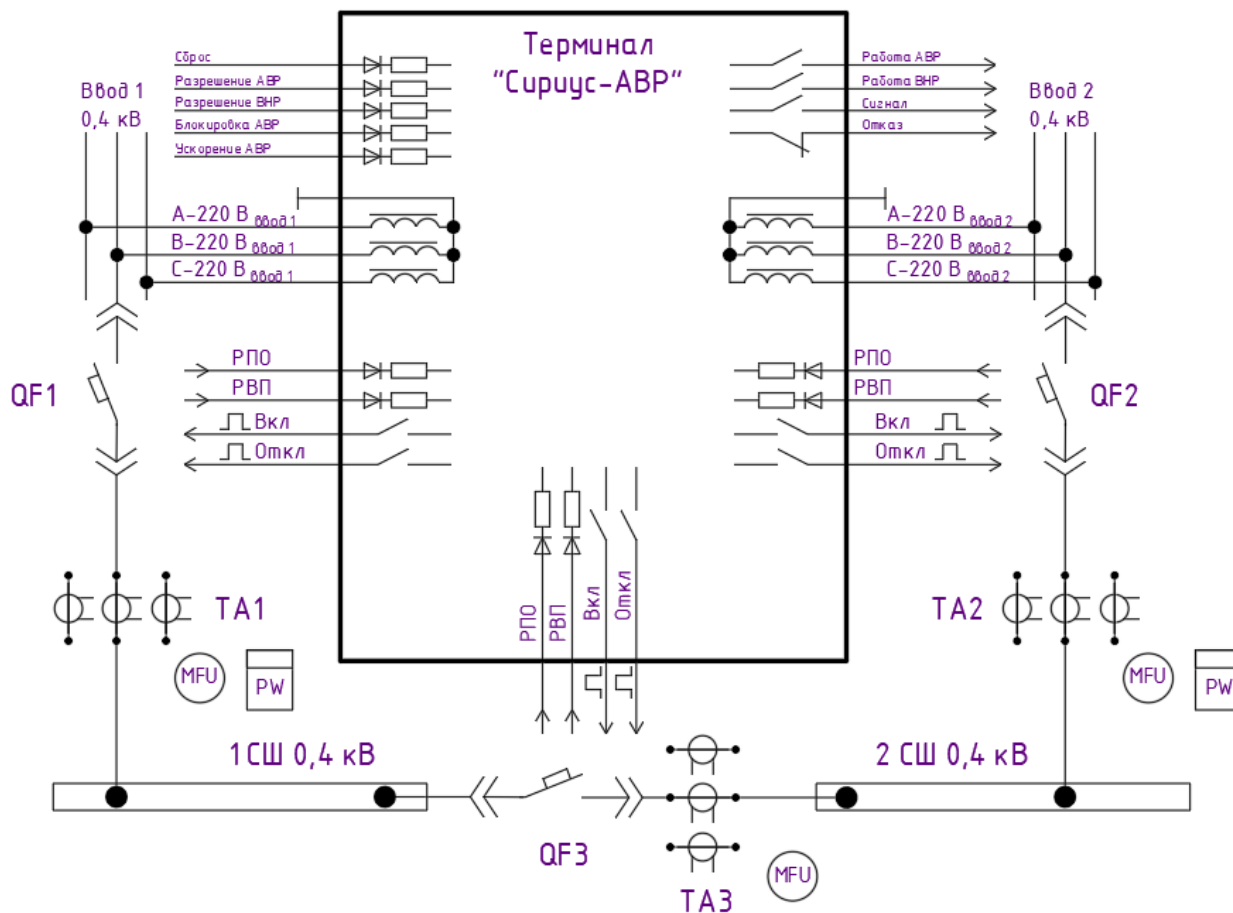 Терминал
"Сириус-АВР"
Сброс
Разрешение АВР
Разрешение ВНР
Блокировка АВР
Ускорение АВР
Работа АВР
Работа ВНР
Сигнал
Отказ
Ввод 1
0,4 кВ
Ввод 2
0,4 кВ
А-220 В ввод 1
В-220 В ввод 1
С-220 В ввод 1
А-220 В ввод 2
В-220 В ввод 2
С-220 В ввод 2
QF1
РПО
РВП
Вкл
Откл
РПО
РВП
Вкл
Откл
QF2
РПО
РВП
Вкл
Откл
TA1
MFU
PW
TA2
MFU
PW
1 СШ 0,4 кВ
2 СШ 0,4 кВ
QF3
TA3
MFU